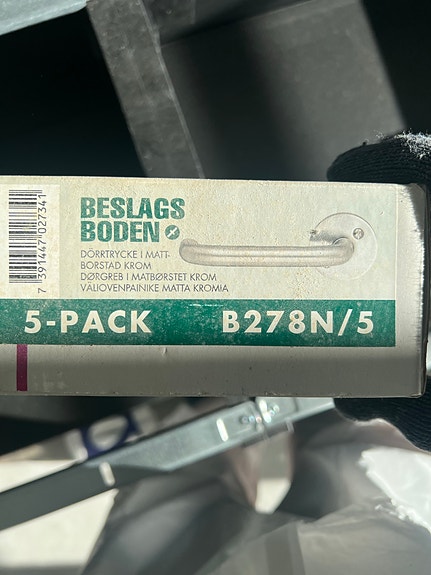 BESLAGS
BODEN
DÖRRTRYCKE I MATT-
BORSTAD KROM
DØRGREB I MATBØRSTET KROM
VÄLIOVENPAINIKE MATTA KROMIA
7 391447 027341
5-PACK B278N/5